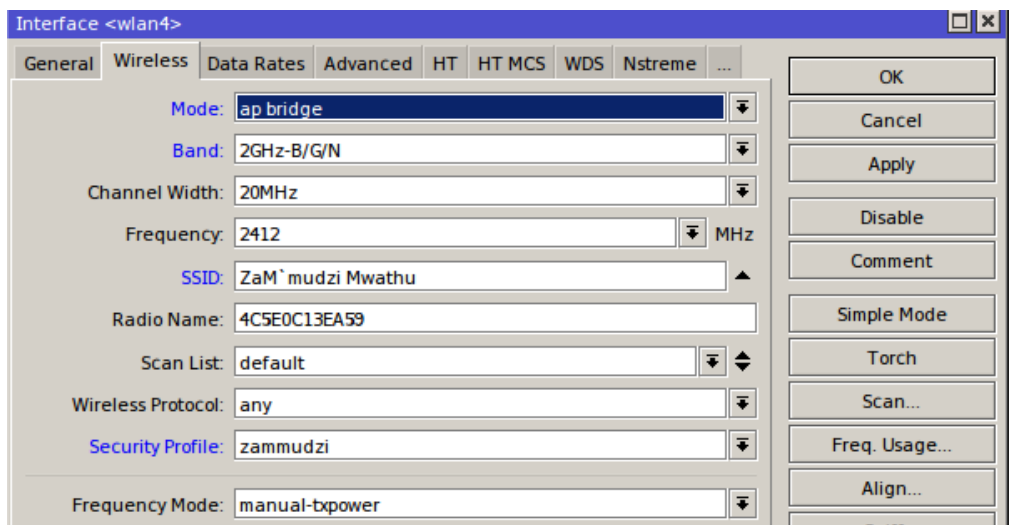 Interface <wlan4>
General Wireless Data Rates Advanced HT HT MCS WDS Nstreme ...
Mode: ap bridge
Band: 2GHz-B/G/N
Channel Width: 20MHz
Frequency: 2412 MHz
SSID: ZaM`mudzi Mwathu
Radio Name: 4C5E0C13EA59
Scan List: default
Wireless Protocol: any
Security Profile: zammudzi
Frequency Mode: manual-txpower
OK
Cancel
Apply
Disable
Comment
Simple Mode
Torch
Scan...
Freq. Usage...
Align...